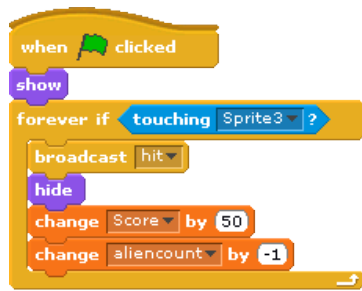 when clicked
show
forever if touching Sprite3 ?
broadcast hit
hide
change Score by 50
change aliencount by -1